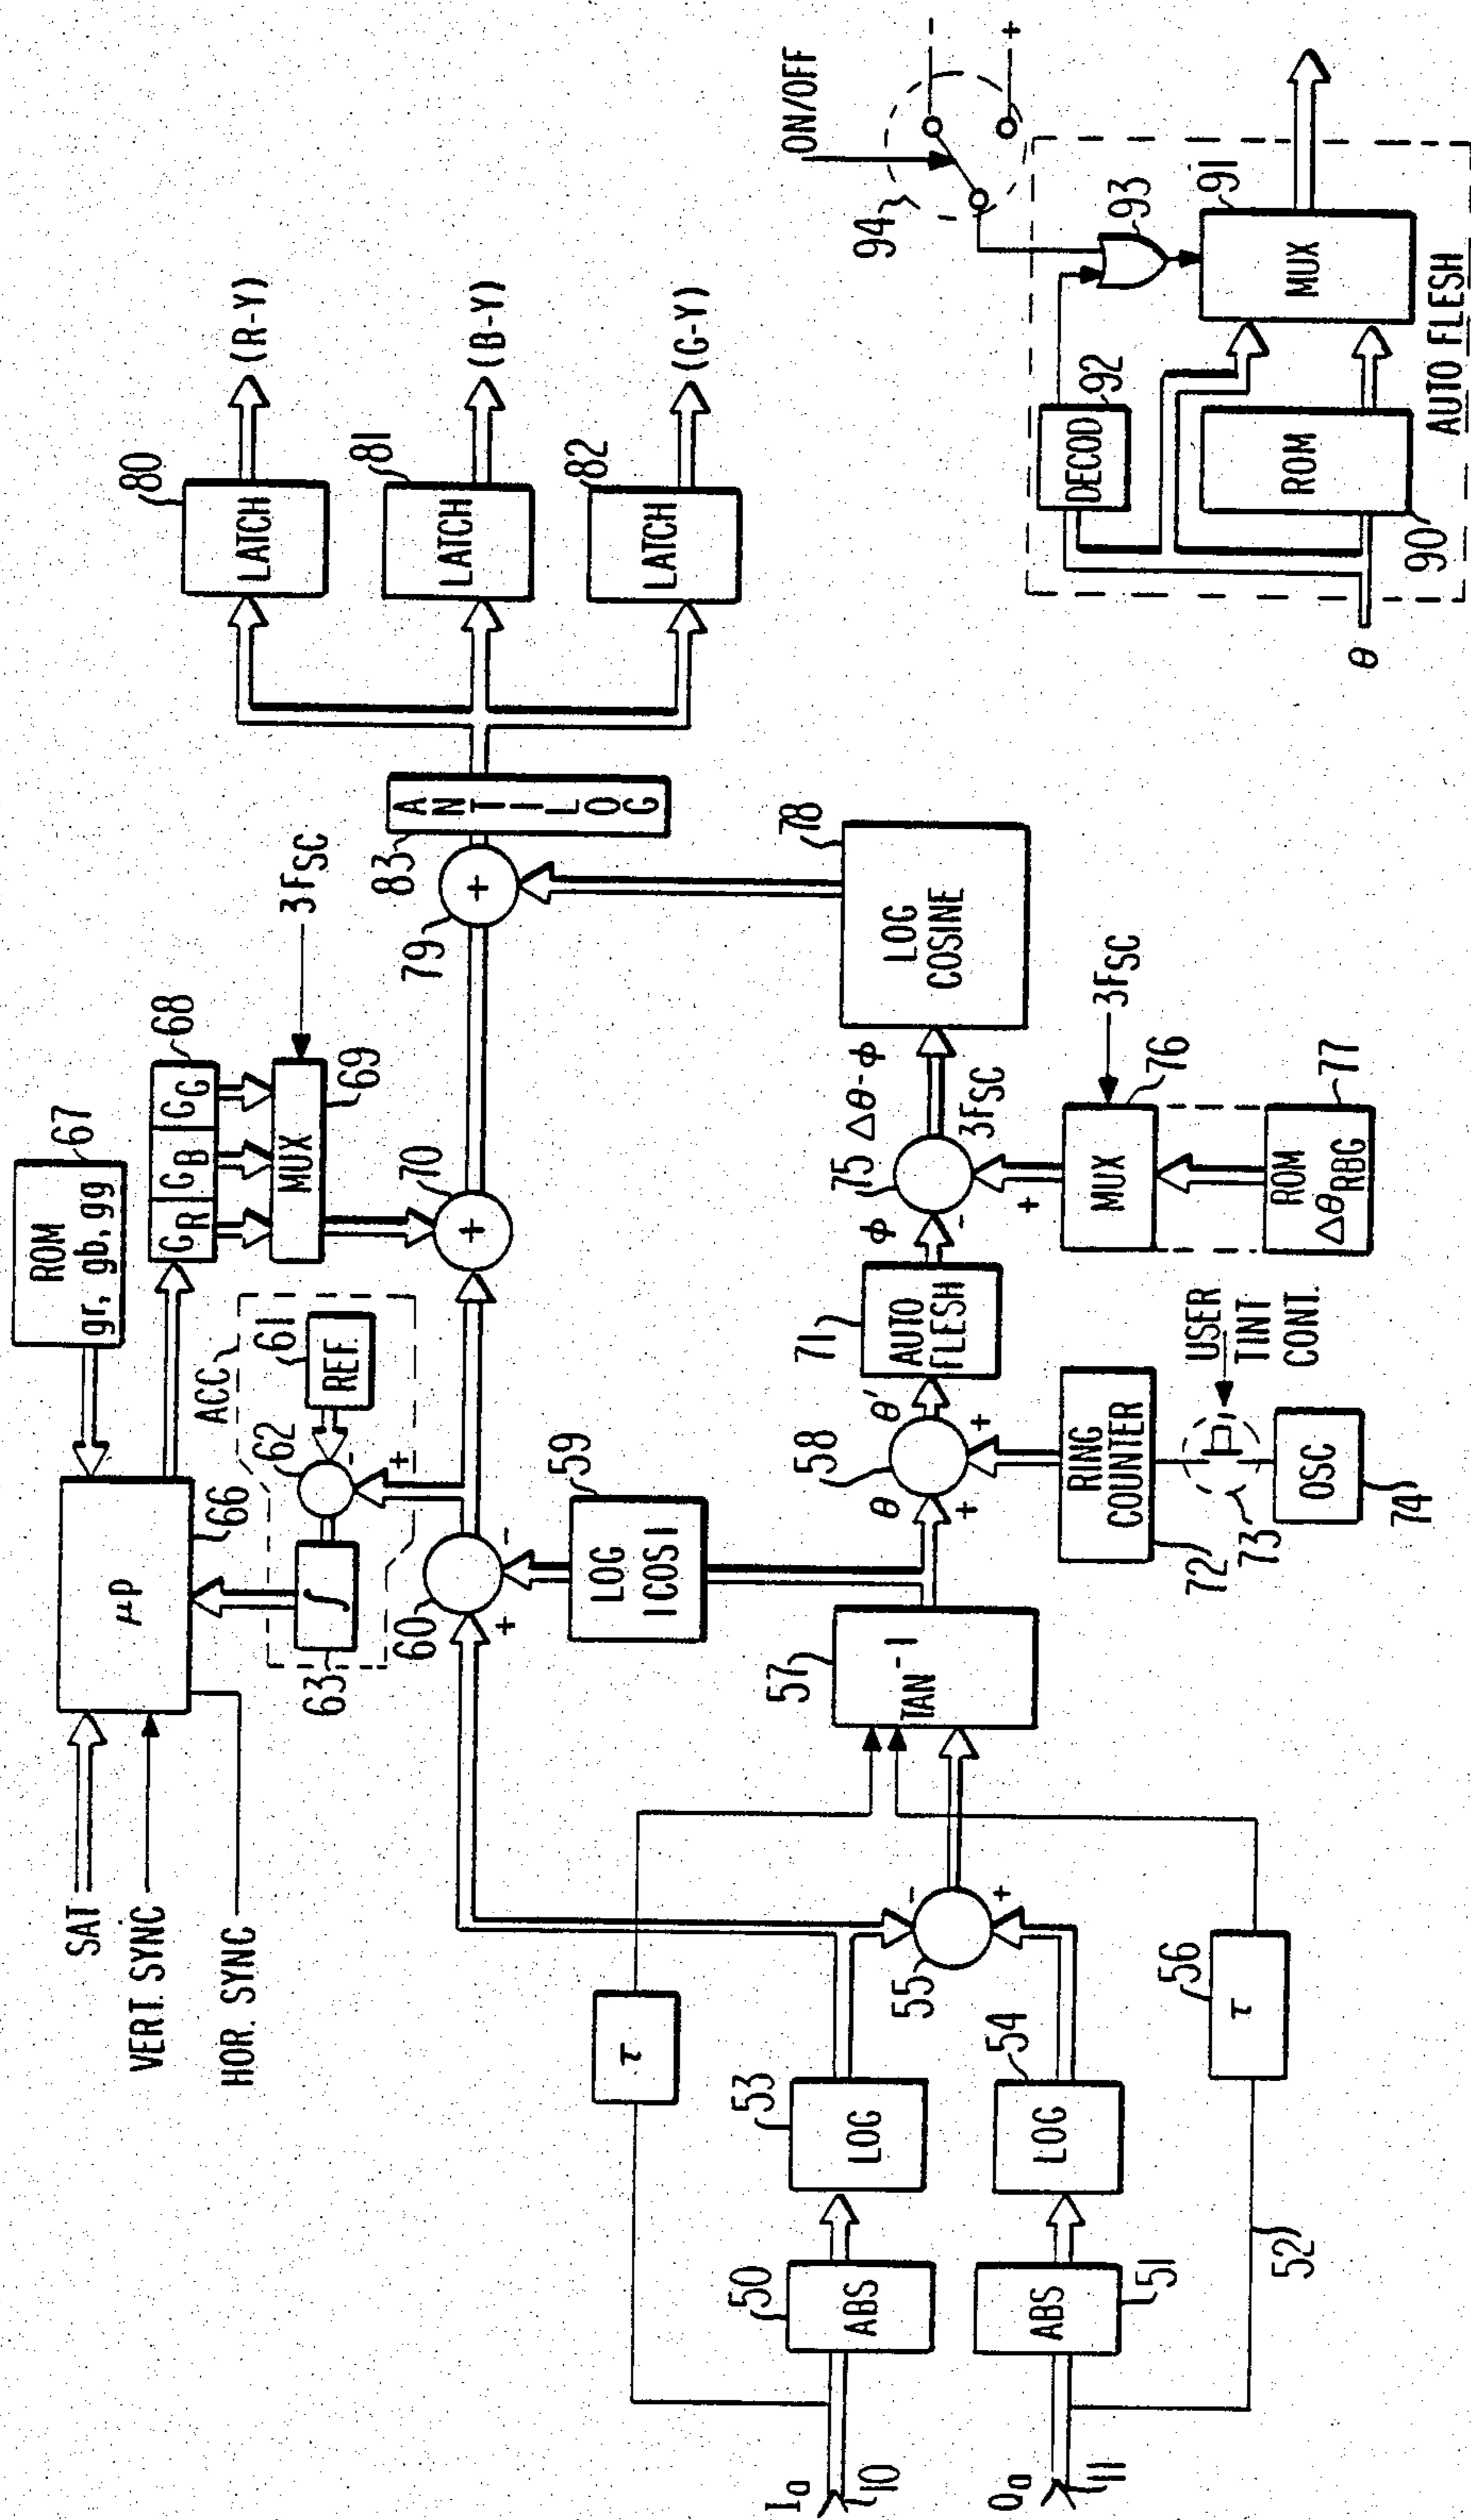 SAT
VERT. SYNC
HOR. SYNC
μP
66
ROM
gr, gb, gg
67
GR GB GG
68
MUX
69
3FSC
ACC
REF.
61
62
-
+
∫
63
60
+
-
70
+
79
+
83
ANTILOG
LATCH
80
(R-Y)
LATCH
81
(B-Y)
LATCH
82
(G-Y)
LOG
|COS|
59
τ
Ia
10
ABS
50
LOG
53
Qa
11
ABS
51
LOG
54
52
τ
56
55
-
+
TAN-1
57
θ
58
+
+
θ'
RING
COUNTER
72
73
USER
TINT
CONT.
OSC
74
AUTO
FLESH
71
ϕ
-
+
75
Δθ-ϕ
3FSC
MUX
76
3FSC
ROM
ΔθRBG
77
LOG
COSINE
78
ON/OFF
-
+
94
93
DECOD
92
MUX
91
ROM
90
θ
AUTO FLESH